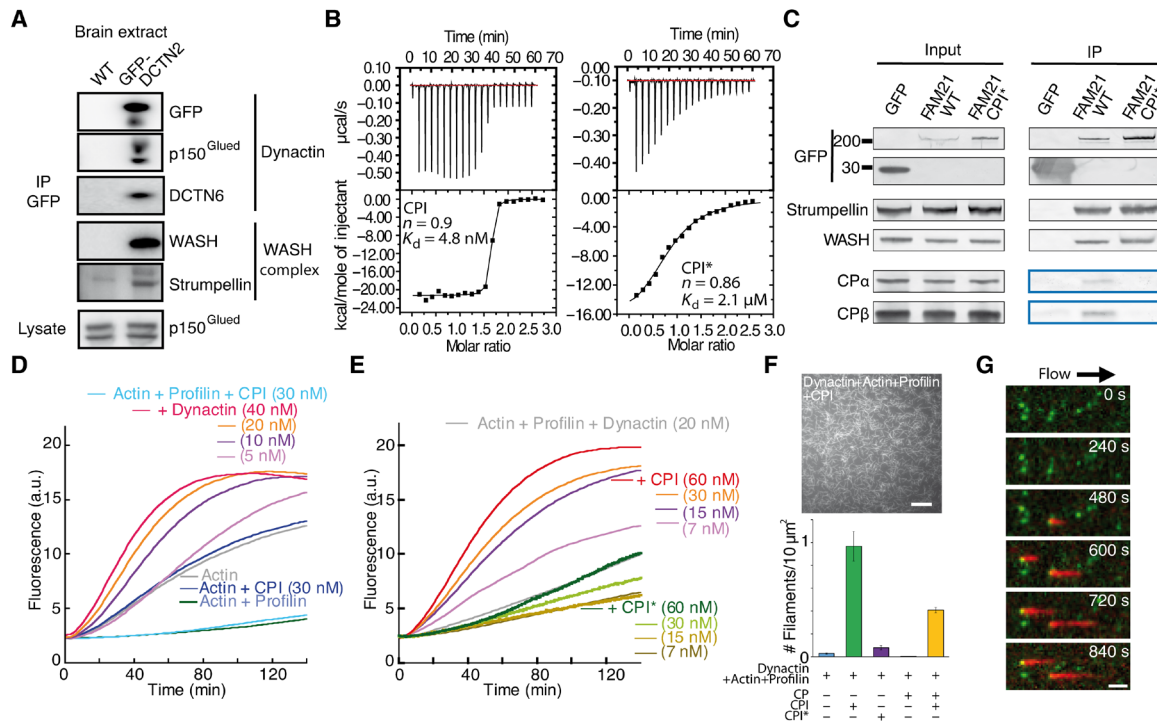 A
Brain extract
WT
GFP-
DCTN2
IP
GFP
GFP
p150Glued
DCTN6
WASH
Strumpellin
Dynactin
WASH
complex
Lysate
p150Glued
B
Time (min)
0 10 20 30 40 50 60 70
0.10
0.00
−0.10
−0.20
−0.30
−0.40
−0.50
µcal/s
0.00
−4.00
−8.00
−12.00
−16.00
−20.00
−24.00
kcal/mole of injectant
CPI
n = 0.9
Kd = 4.8 nM
0.0 0.5 1.0 1.5 2.0 2.5 3.0
Molar ratio
Time (min)
0 10 20 30 40 50 60 70
−0.10
0.00
−0.10
−0.20
−0.30
−0.40
0.00
−4.00
−8.00
−12.00
−16.00
CPI*
n = 0.86
Kd = 2.1 µM
0.0 0.5 1.0 1.5 2.0 2.5 3.0
Molar ratio
C
Input
IP
GFP
FAM21
WT
FAM21
CPI*
GFP
FAM21
WT
FAM21
CPI*
GFP
200
30
Strumpellin
WASH
CPα
CPβ
D
Actin + Profilin + CPI (30 nM)
+ Dynactin (40 nM)
(20 nM)
(10 nM)
(5 nM)
Actin
Actin + CPI (30 nM)
Actin + Profilin
Fluorescence (a.u.)
20
15
10
5
0
0 40 80 120
Time (min)
E
Actin + Profilin + Dynactin (20 nM)
+ CPI (60 nM)
(30 nM)
(15 nM)
(7 nM)
+ CPI* (60 nM)
(30 nM)
(15 nM)
(7 nM)
Fluorescence (a.u.)
20
15
10
5
0
0 40 80 120
Time (min)
F
Dynactin+Actin+Profilin
+CPI
# Filaments/10 µm2
1
0
Dynactin
+Actin+Profilin + + + + +
CP − − − + +
CPI − + − − +
CPI* − − + − −
G
Flow
0 s
240 s
480 s
600 s
720 s
840 s